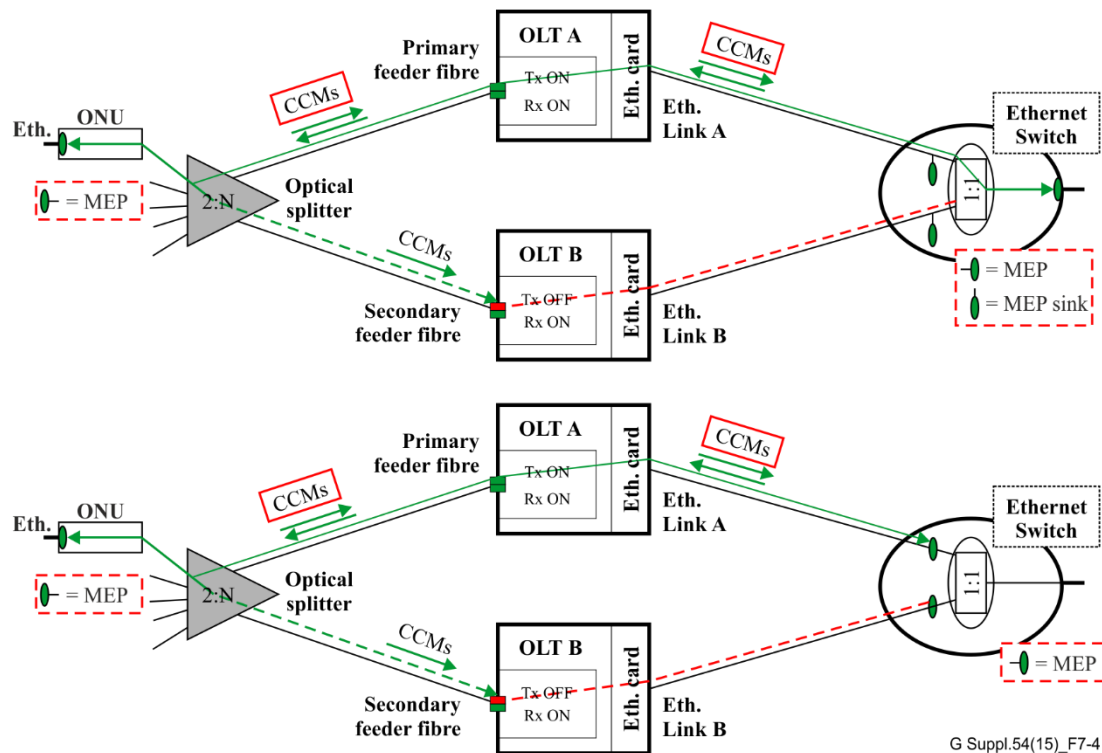 OLT A
Tx ON
Rx ON
Eth. card
Primary
feeder fibre
CCMs
CCMs
Eth.
Link A
Ethernet
Switch
Eth.
ONU
= MEP
2:N
Optical
splitter
1:1
CCMs
OLT B
Tx OFF
Rx ON
Eth. card
Secondary
feeder fibre
Eth.
Link B
= MEP
= MEP sink
OLT A
Tx ON
Rx ON
Eth. card
Primary
feeder fibre
CCMs
CCMs
Eth.
Link A
Ethernet
Switch
Eth.
ONU
= MEP
2:N
Optical
splitter
1:1
CCMs
OLT B
Tx OFF
Rx ON
Eth. card
Secondary
feeder fibre
Eth.
Link B
= MEP
G Suppl.54(15)_F7-4